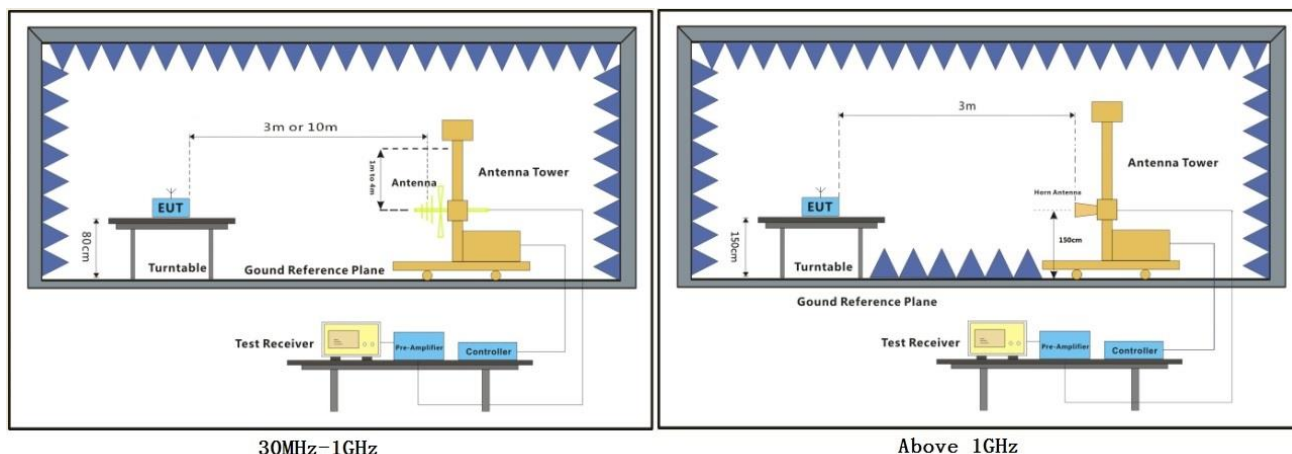 3m or 10m
1m to 4m
Antenna
Antenna Tower
EUT
80cm
Turntable
Gound Reference Plane
Test Receiver
Pre-Amplifier
Controller
30MHz-1GHz
3m
Antenna Tower
Horn Antenna
EUT
150cm
150cm
Turntable
Gound Reference Plane
Test Receiver
Pre-Amplifier
Controller
Above 1GHz